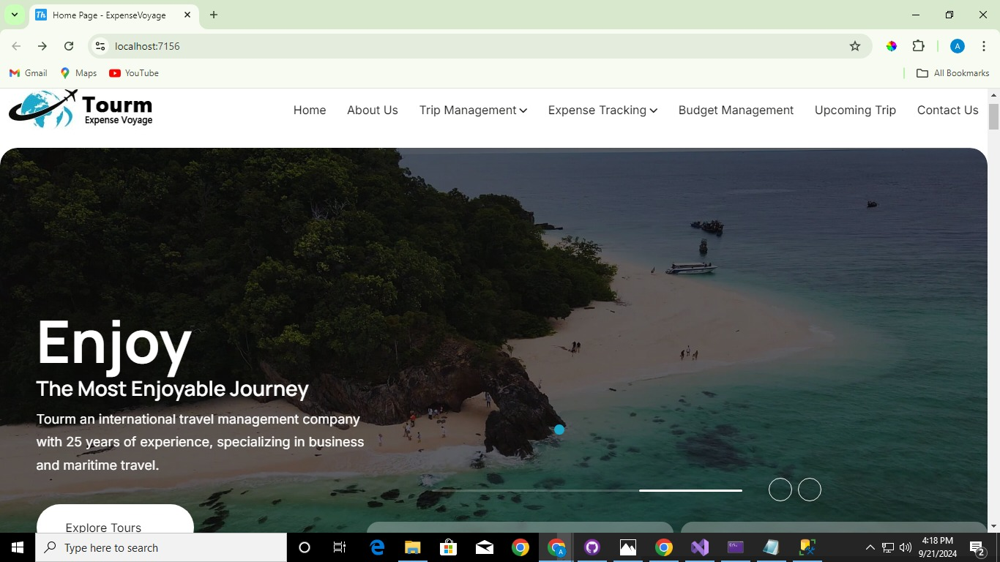 Th Home Page - ExpenseVoyage
localhost:7156
A
Gmail
Maps
YouTube
All Bookmarks
Tourm
Expense Voyage
Home
About Us
Trip Management
Expense Tracking
Budget Management
Upcoming Trip
Contact Us
Enjoy
The Most Enjoyable Journey
Tourm an international travel management company
with 25 years of experience, specializing in business
and maritime travel.
Explore Tours
Type here to search
A
4:18 PM
9/21/2024
2